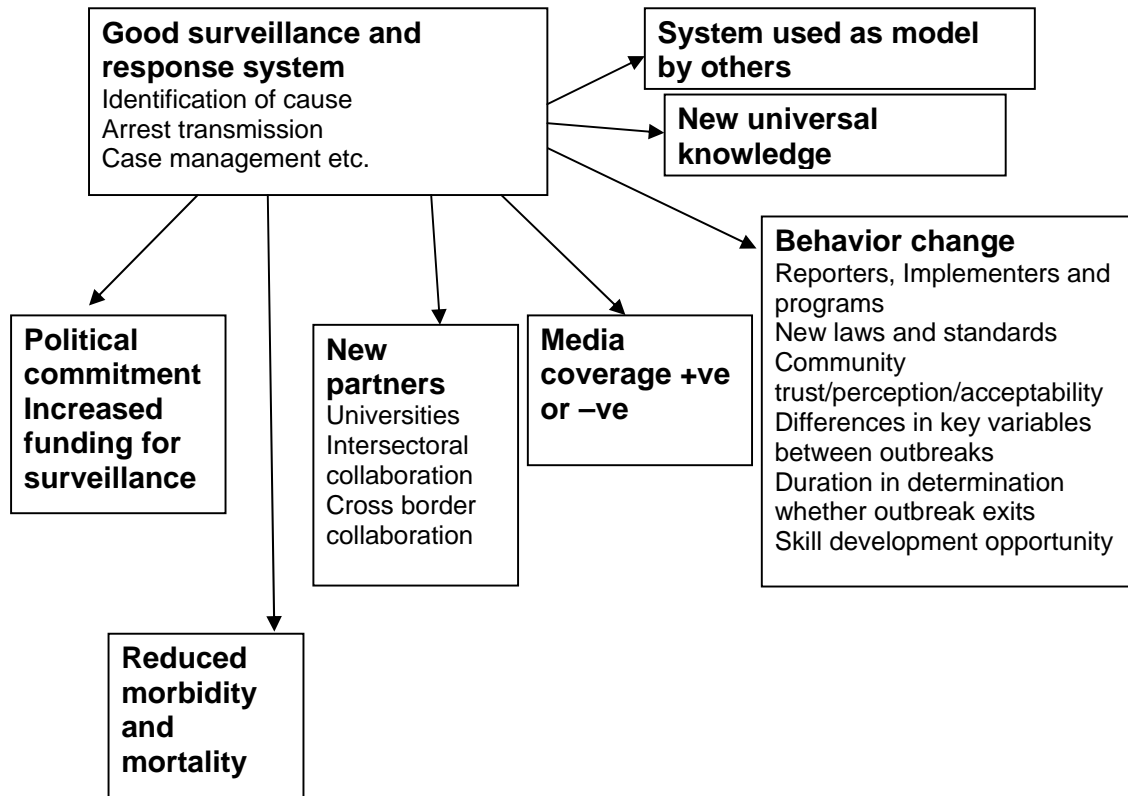 Good surveillance and
response system
Identification of cause
Arrest transmission
Case management etc.
System used as model
by others
New universal
knowledge
Behavior change
Reporters, Implementers and
programs
New laws and standards
Community
trust/perception/acceptability
Differences in key variables
between outbreaks
Duration in determination
whether outbreak exits
Skill development opportunity
Political
commitment
Increased
funding for
surveillance
New
partners
Universities
Intersectoral
collaboration
Cross border
collaboration
Media
coverage +ve
or –ve
Reduced
morbidity
and
mortality